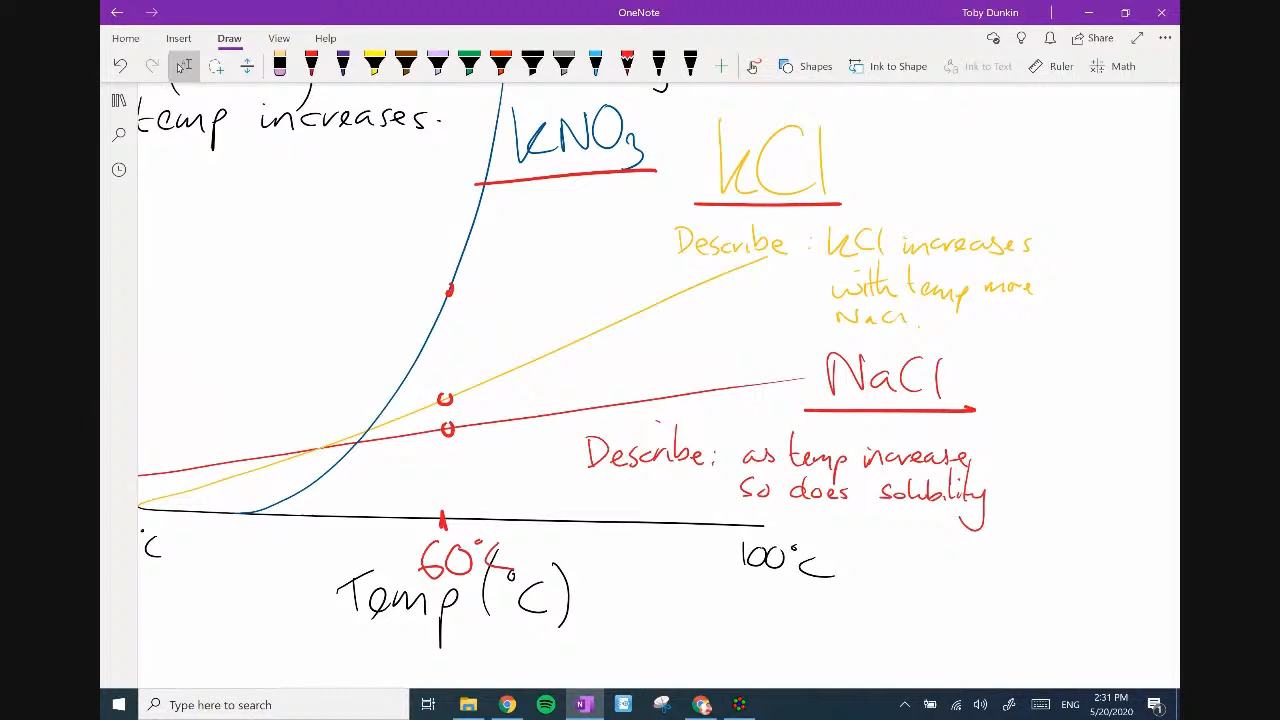 OneNote
Toby Dunkin
Home Insert Draw View Help
Share
Shapes
Ink to Shape
Ink to Text
Ruler
Math
temp increases.
kNO3
kCl
Describe : kCl increases
with temp more
NaCl.
NaCl
Describe: as temp increase,
So does solubility
°C
60°C
100°C
Temp (°C)
Type here to search
ENG
2:31 PM
5/20/2020